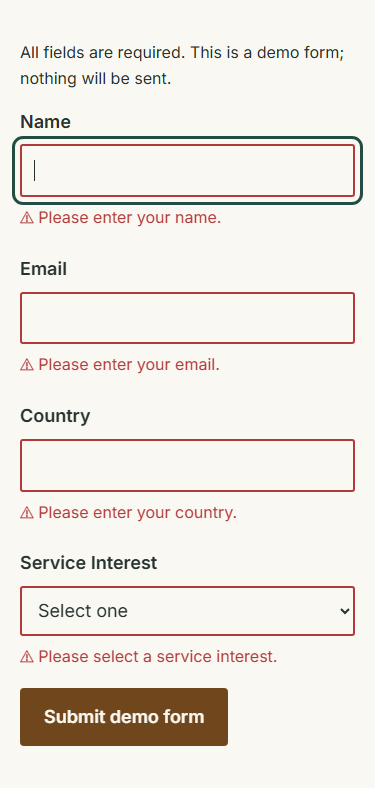 All fields are required. This is a demo form;
nothing will be sent.
Name
⚠ Please enter your name.
Email
⚠ Please enter your email.
Country
⚠ Please enter your country.
Service Interest
Select one
⚠ Please select a service interest.
Submit demo form